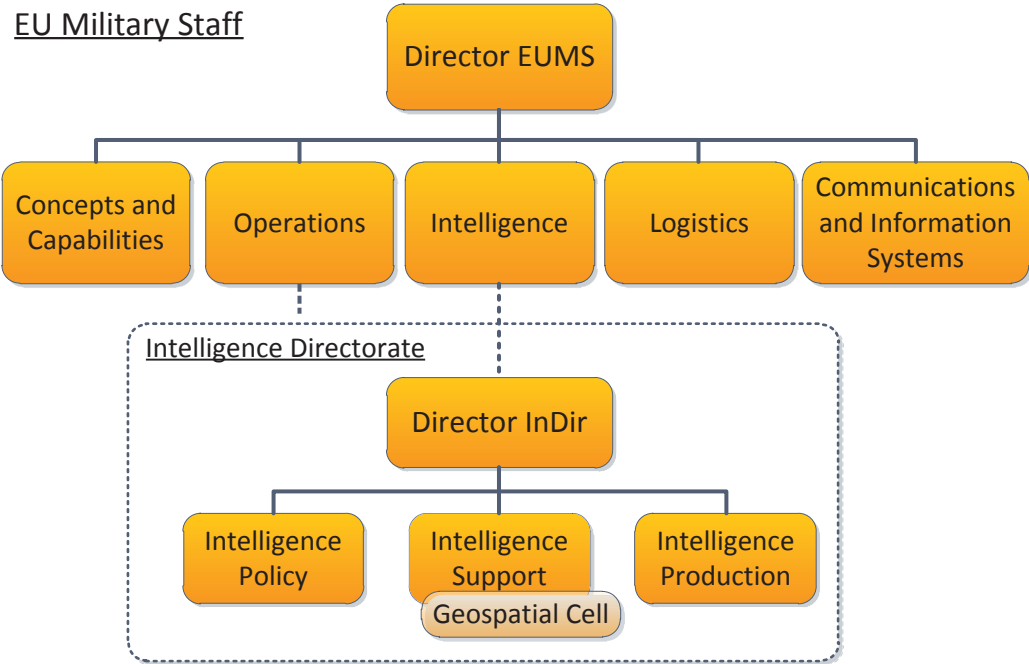 EU Military Staff
Director EUMS
Concepts and
Capabilities
Operations
Intelligence
Logistics
Communications
and Information
Systems
Intelligence Directorate
Director InDir
Intelligence
Policy
Intelligence
Support
Geospatial Cell
Intelligence
Production